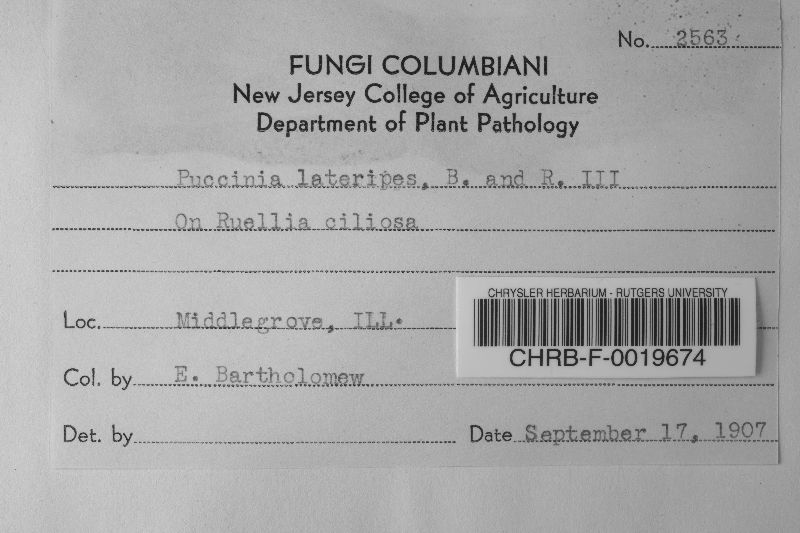 No. 2563
FUNGI COLUMBIANI
New Jersey College of Agriculture
Department of Plant Pathology
Puccinia lateripes, B. and R. III
On Ruellia ciliosa
Loc. Middlegrove, ILL.
CHRYSLER HERBARIUM - RUTGERS UNIVERSITY
CHRB-F-0019674
Col. by E. Bartholomew
Det. by
Date September 17, 1907